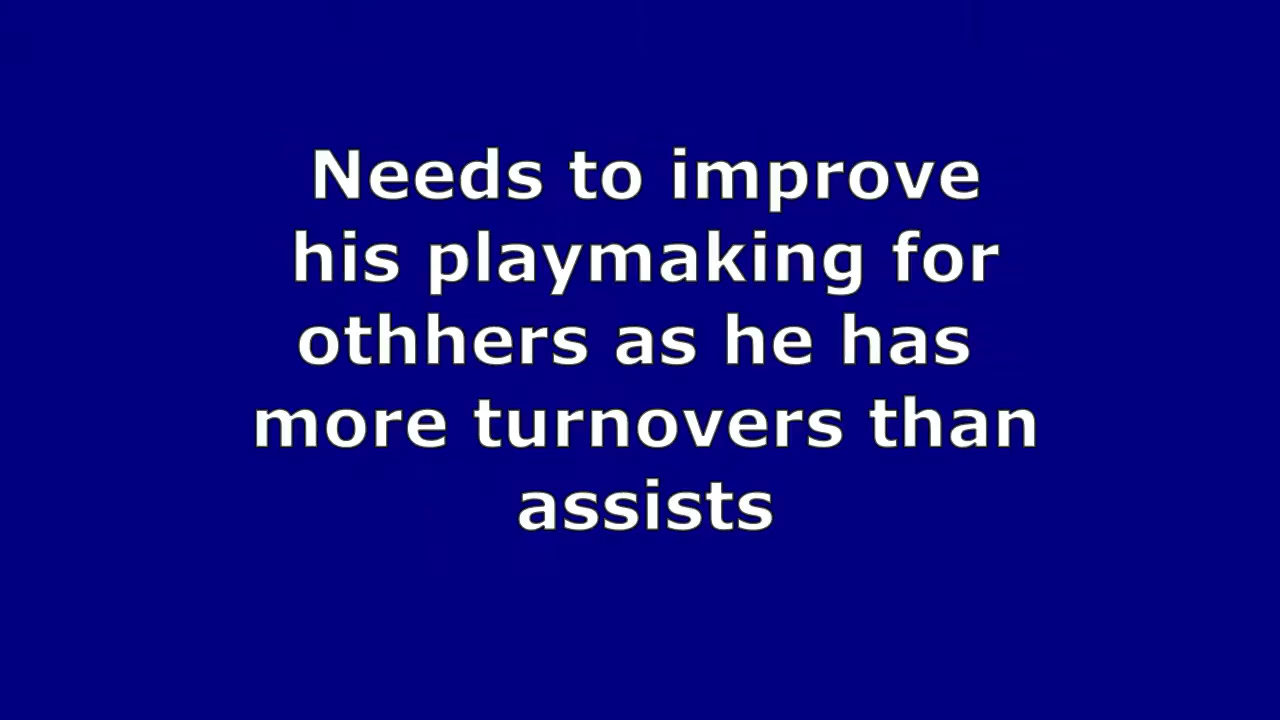 Needs to improve
his playmaking for
othhers as he has
more turnovers than
assists